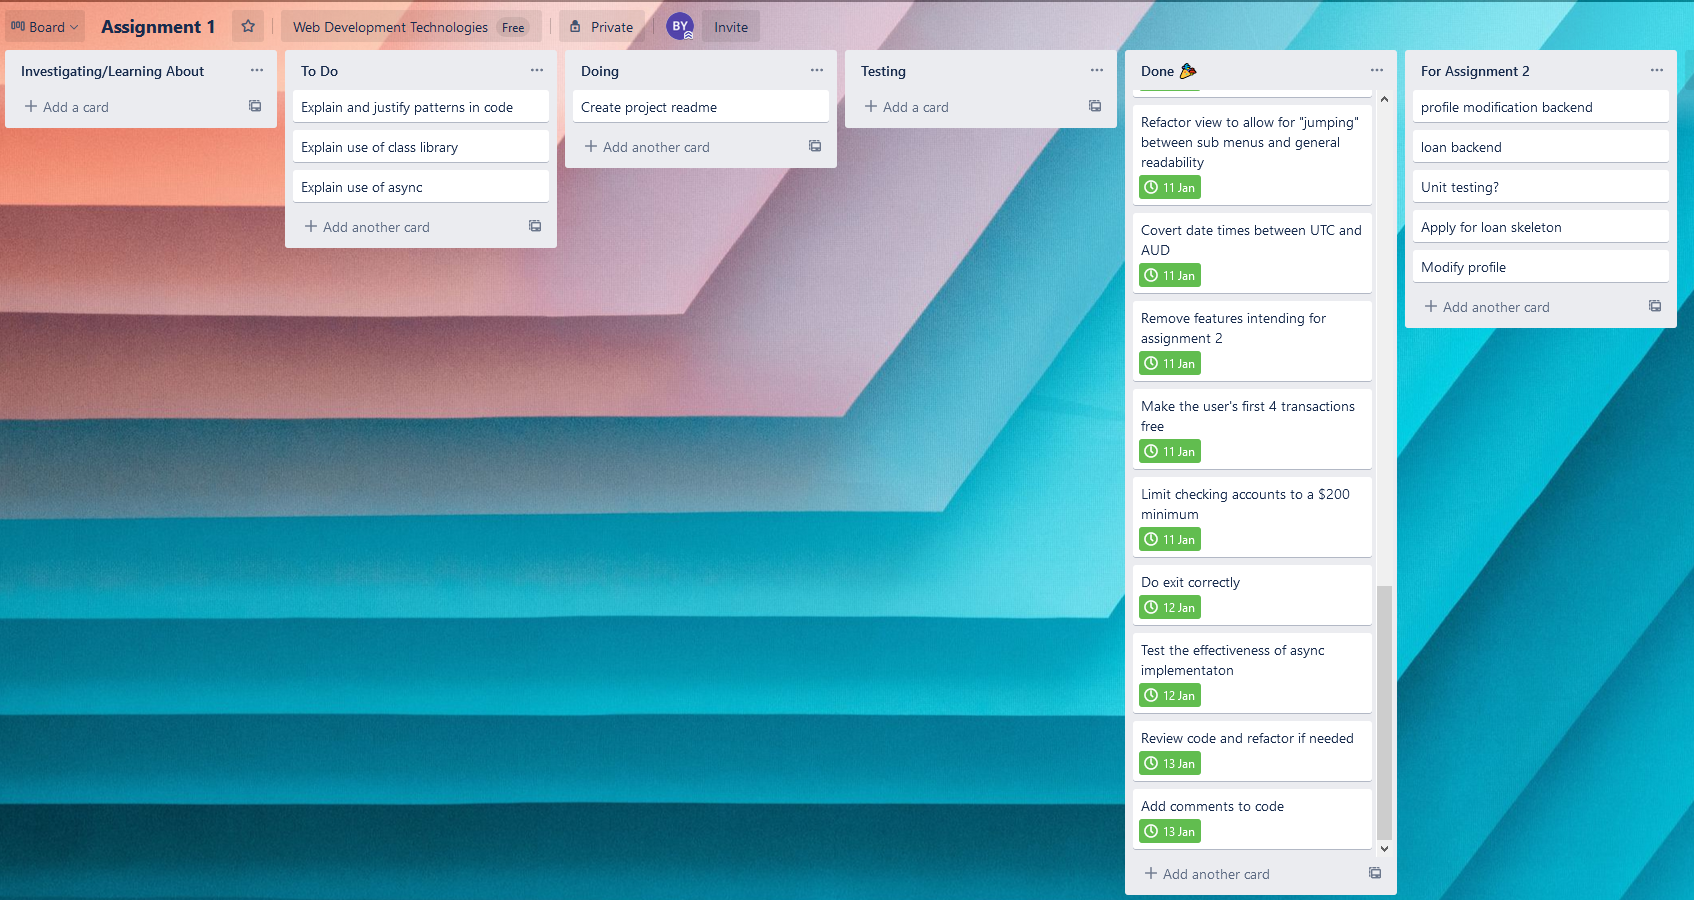 Board
Assignment 1
Web Development Technologies Free
Private
BY
Invite
Investigating/Learning About
Add a card
To Do
Explain and justify patterns in code
Explain use of class library
Explain use of async
Add another card
Doing
Create project readme
Add another card
Testing
Add a card
Done
Refactor view to allow for "jumping"
between sub menus and general
readability
11 Jan
Covert date times between UTC and
AUD
11 Jan
Remove features intending for
assignment 2
11 Jan
Make the user's first 4 transactions
free
11 Jan
Limit checking accounts to a $200
minimum
11 Jan
Do exit correctly
12 Jan
Test the effectiveness of async
implementaton
12 Jan
Review code and refactor if needed
13 Jan
Add comments to code
13 Jan
Add another card
For Assignment 2
profile modification backend
loan backend
Unit testing?
Apply for loan skeleton
Modify profile
Add another card